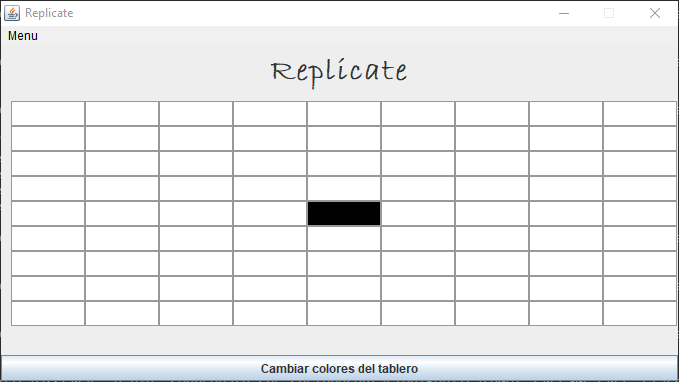 Replicate
Menu
Replicate
Cambiar colores del tablero